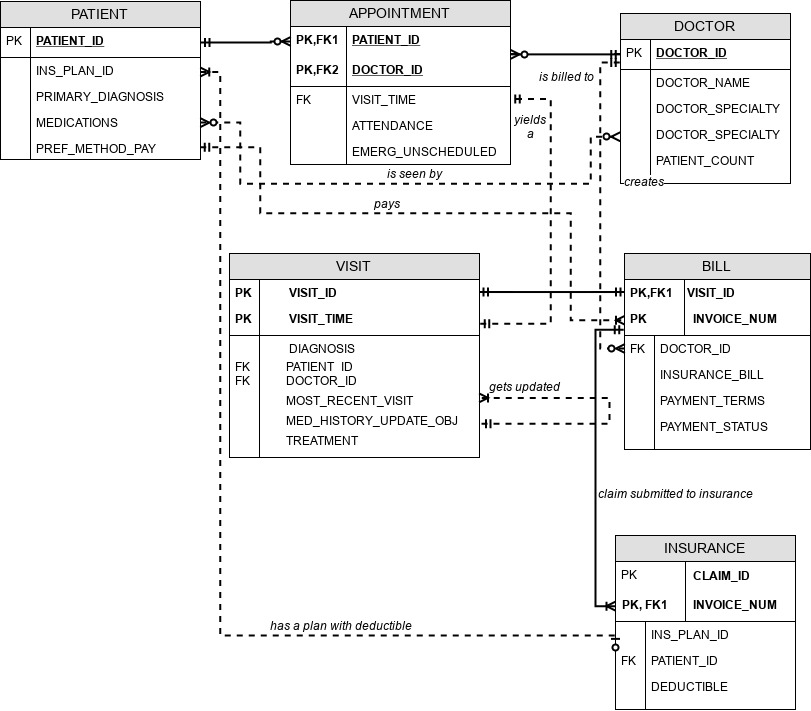 PATIENT
PK PATIENT_ID
INS_PLAN_ID
PRIMARY_DIAGNOSIS
MEDICATIONS
PREF_METHOD_PAY
APPOINTMENT
PK,FK1 PATIENT_ID
PK,FK2 DOCTOR_ID
FK VISIT_TIME
ATTENDANCE
EMERG_UNSCHEDULED
DOCTOR
PK DOCTOR_ID
DOCTOR_NAME
DOCTOR_SPECIALTY
DOCTOR_SPECIALTY
PATIENT_COUNT
is billed to
yields
a
is seen by
creates
pays
VISIT
PK VISIT_ID
PK VISIT_TIME
DIAGNOSIS
FK PATIENT_ID
FK DOCTOR_ID
MOST_RECENT_VISIT
MED_HISTORY_UPDATE_OBJ
TREATMENT
BILL
PK,FK1 VISIT_ID
PK INVOICE_NUM
FK DOCTOR_ID
INSURANCE_BILL
PAYMENT_TERMS
PAYMENT_STATUS
gets updated
claim submitted to insurance
INSURANCE
PK CLAIM_ID
PK, FK1 INVOICE_NUM
INS_PLAN_ID
FK PATIENT_ID
DEDUCTIBLE
has a plan with deductible